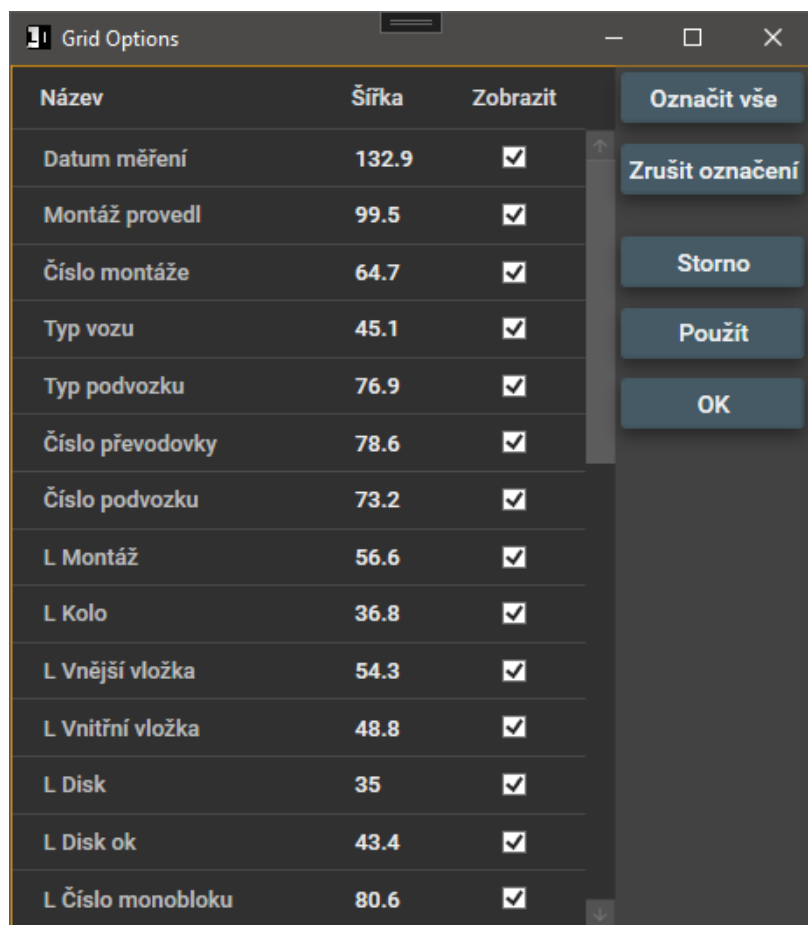 Grid Options
Název Šířka Zobrazit
Datum měření 132.9
Montáž provedl 99.5
Číslo montáže 64.7
Typ vozu 45.1
Typ podvozku 76.9
Číslo převodovky 78.6
Číslo podvozku 73.2
L Montáž 56.6
L Kolo 36.8
L Vnější vložka 54.3
L Vnitřní vložka 48.8
L Disk 35
L Disk ok 43.4
L Číslo monobloku 80.6
Označit vše
Zrušit označení
Storno
Použít
OK